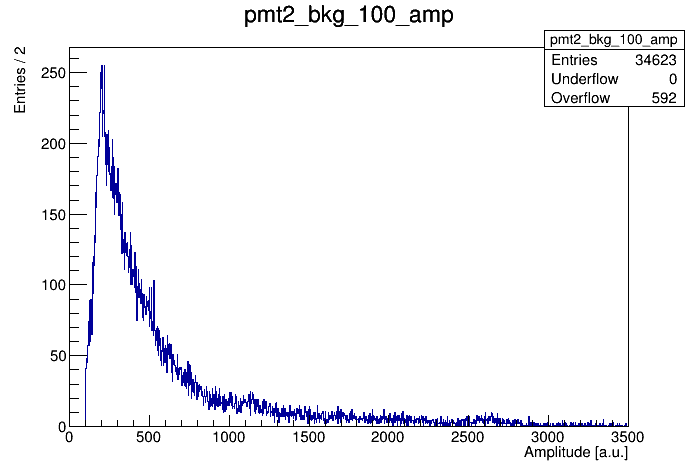 pmt2_bkg_100_amp
pmt2_bkg_100_amp
Entries 34623
Underflow 0
Overflow 592
Entries / 2
250
200
150
100
50
0
0 500 1000 1500 2000 2500 3000 3500
Amplitude [a.u.]